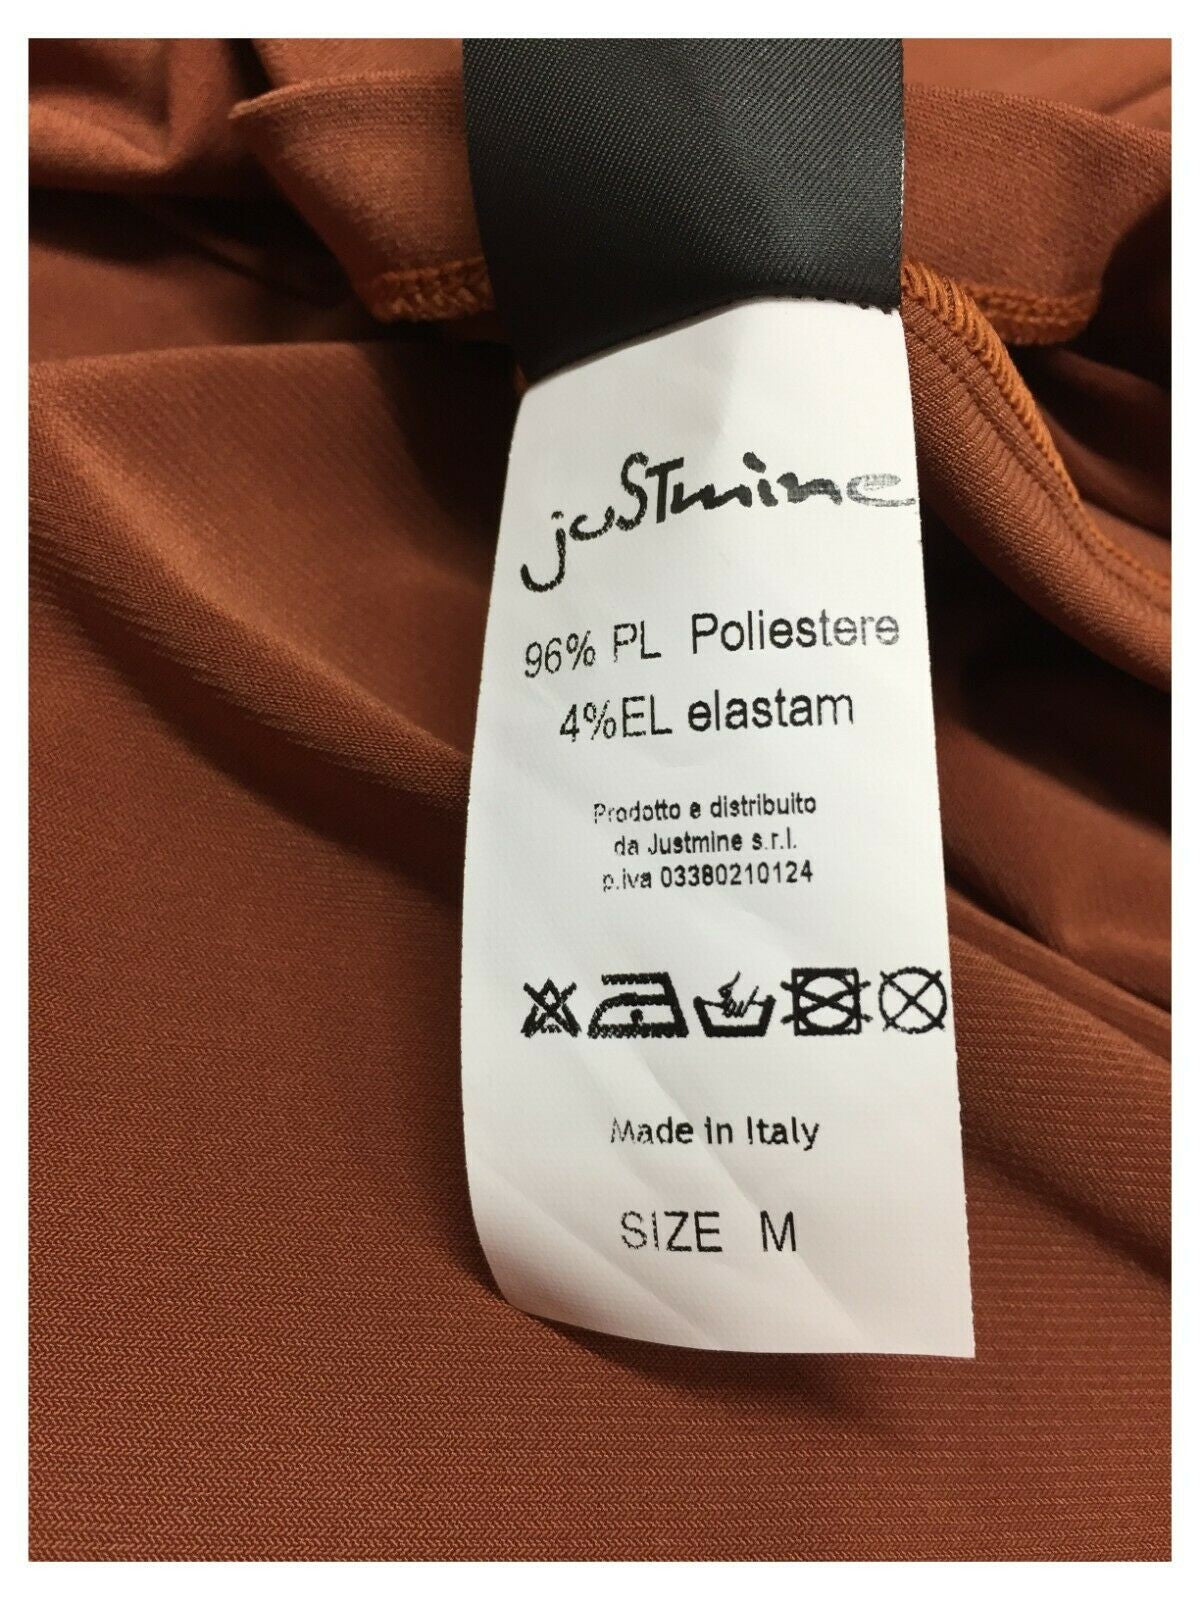 juSTmine
96% PL Poliestere
4%EL elastam
Prodotto e distribuito
da Justmine s.r.l.
p.iva 03380210124
Made in Italy
SIZE M